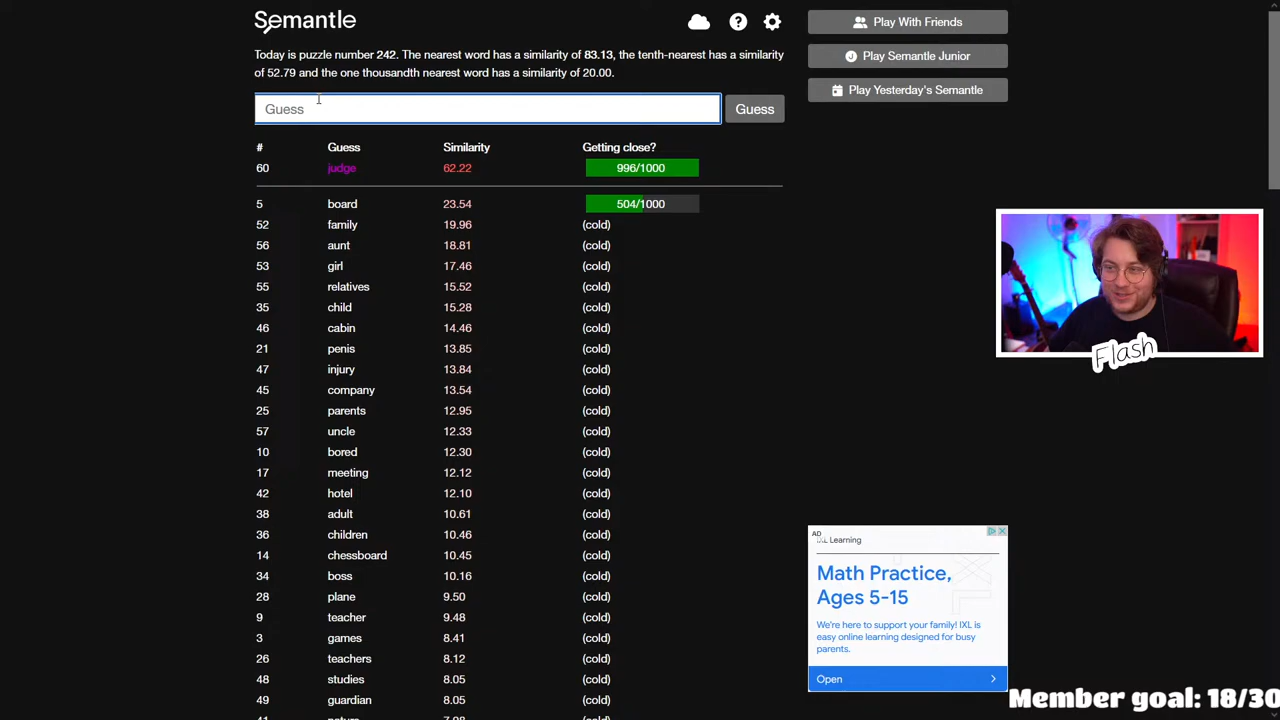 Semantle
Today is puzzle number 242. The nearest word has a similarity of 83.13, the tenth-nearest has a similarity
of 52.79 and the one thousandth nearest word has a similarity of 20.00.
Guess Guess
# Guess Similarity Getting close?
60 judge 62.22 996/1000
5 board 23.54 504/1000
52 family 19.96 (cold)
56 aunt 18.81 (cold)
53 girl 17.46 (cold)
55 relatives 15.52 (cold)
35 child 15.28 (cold)
46 cabin 14.46 (cold)
21 penis 13.85 (cold)
47 injury 13.84 (cold)
45 company 13.54 (cold)
25 parents 12.95 (cold)
57 uncle 12.33 (cold)
10 bored 12.30 (cold)
17 meeting 12.12 (cold)
42 hotel 12.10 (cold)
38 adult 10.61 (cold)
36 children 10.46 (cold)
14 chessboard 10.45 (cold)
34 boss 10.16 (cold)
28 plane 9.50 (cold)
9 teacher 9.48 (cold)
3 games 8.41 (cold)
26 teachers 8.12 (cold)
48 studies 8.05 (cold)
49 guardian 8.05 (cold)
Play With Friends
Play Semantle Junior
Play Yesterday's Semantle
Flash
AD
IXL Learning
Math Practice,
Ages 5-15
We're here to support your family! IXL is
easy online learning designed for busy
parents.
Open
Member goal: 18/30